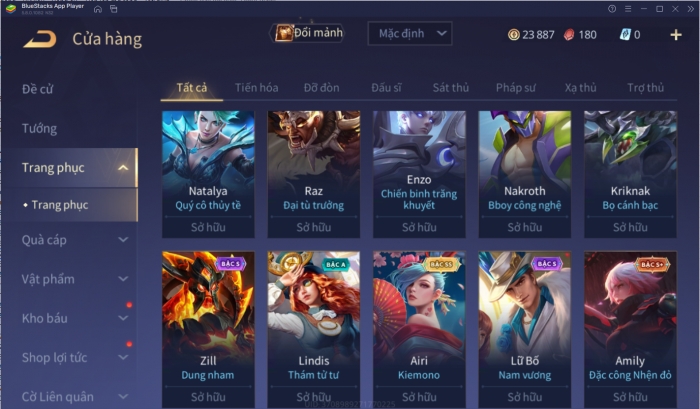 BlueStacks App Player
Cửa hàng
Đổi mảnh
Mặc định
23 887
180
0
Đề cử
Tướng
Trang phục
Trang phục
Quà cáp
Vật phẩm
Kho báu
Shop lợi tức
Cờ Liên quân
Tất cả
Tiến hóa
Đỡ đòn
Đấu sĩ
Sát thủ
Pháp sư
Xạ thủ
Trợ thủ
Natalya
Quý cô thủy tề
Sở hữu
Raz
Đại tù trưởng
Sở hữu
Enzo
Chiến binh trăng
khuyết
Sở hữu
Nakroth
Bboy công nghệ
Sở hữu
Kriknak
Bọ cánh bạc
Sở hữu
BẬC S
Zill
Dung nham
Sở hữu
BẬC A
Lindis
Thám tử tư
Sở hữu
BẬC SS
Airi
Kiemono
Sở hữu
BẬC S
Lữ Bố
Nam vương
Sở hữu
BẬC S+
Amily
Đặc công Nhện đỏ
Sở hữu